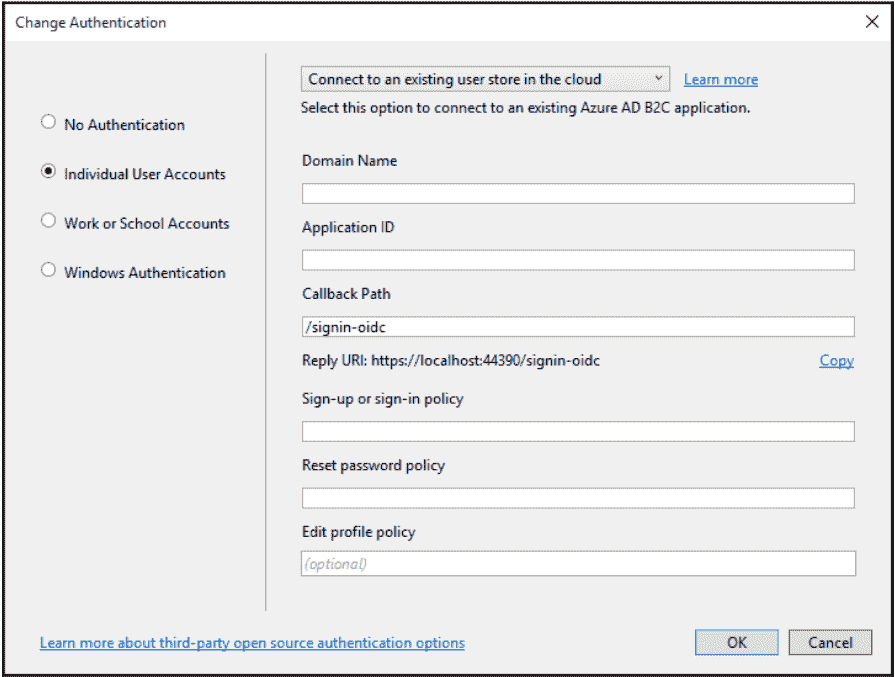 Change Authentication
No Authentication
Individual User Accounts
Work or School Accounts
Windows Authentication
Connect to an existing user store in the cloud
Learn more
Select this option to connect to an existing Azure AD B2C application.
Domain Name
Application ID
Callback Path
/signin-oidc
Reply URI: https://localhost:44390/signin-oidc
Copy
Sign-up or sign-in policy
Reset password policy
Edit profile policy
(optional)
Learn more about third-party open source authentication options
OK
Cancel